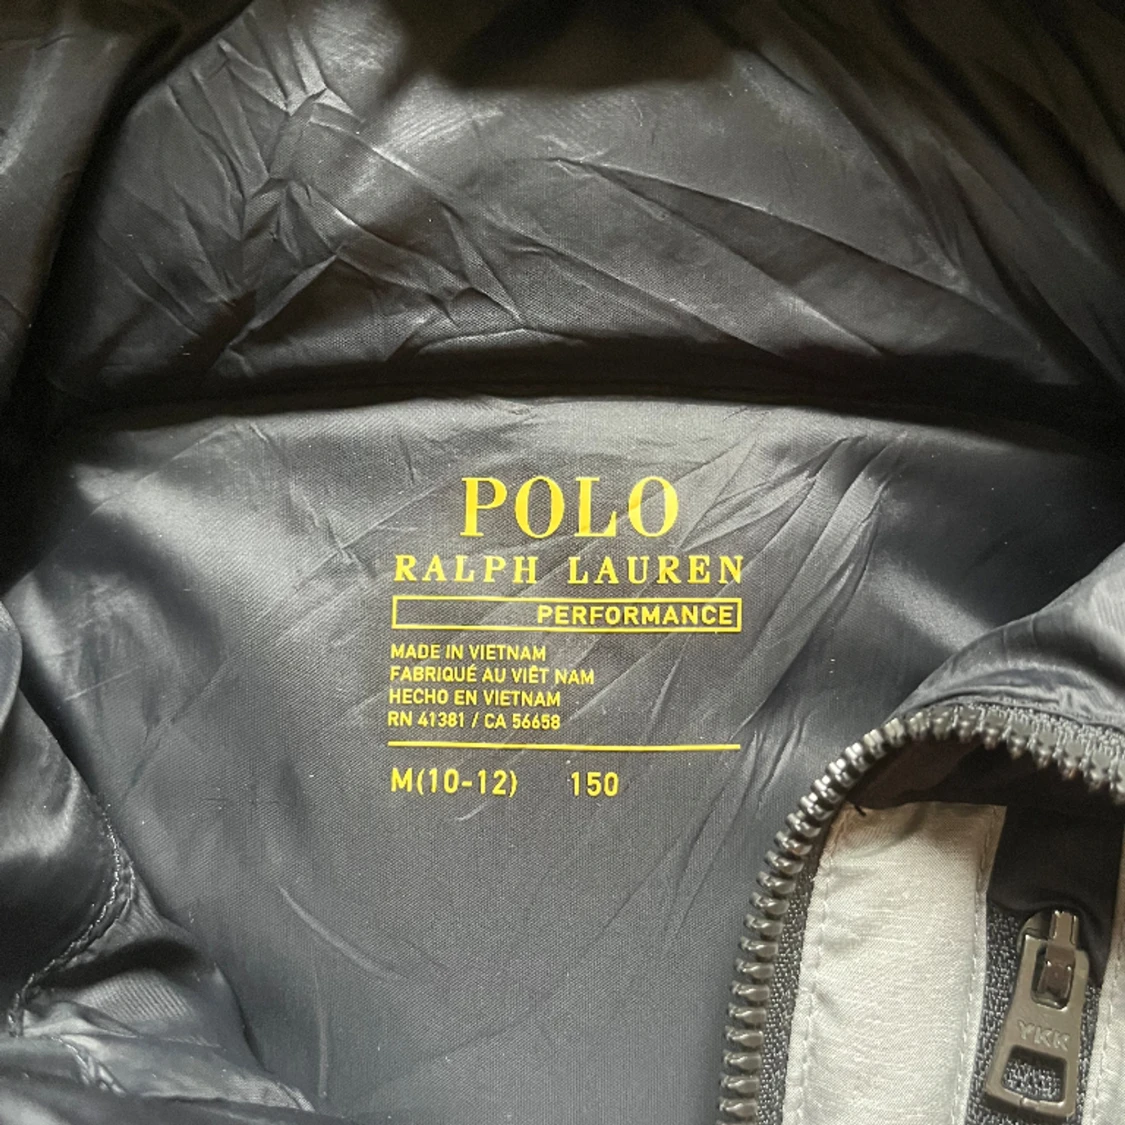 POLO
RALPH LAUREN
PERFORMANCE
MADE IN VIETNAM
FABRIQUÉ AU VIÊT NAM
HECHO EN VIETNAM
RN 41381 / CA 56658
M(10-12) 150
YKK